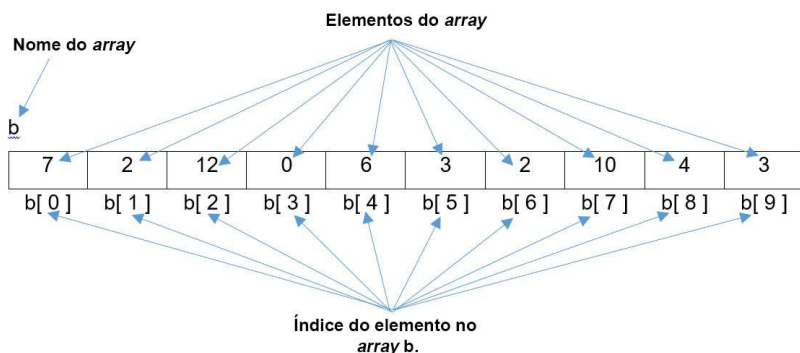 Elementos do array
Nome do array
b
7 2 12 0 6 3 2 10 4 3
b[ 0 ] b[ 1 ] b[ 2 ] b[ 3 ] b[ 4 ] b[ 5 ] b[ 6 ] b[ 7 ] b[ 8 ] b[ 9 ]
Índice do elemento no
array b.